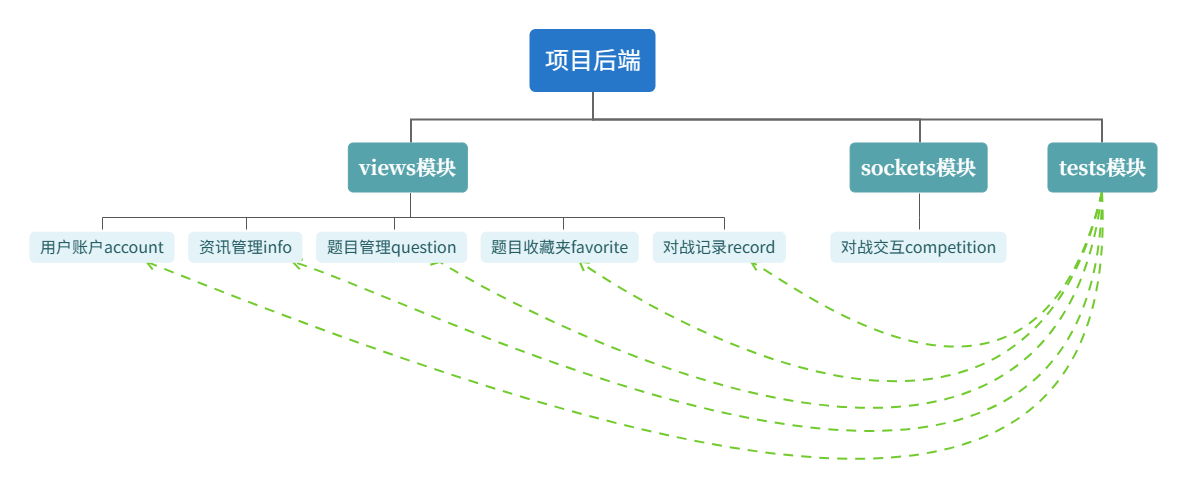 项目后端
views模块
sockets模块
tests模块
用户账户account
资讯管理info
题目管理question
题目收藏夹favorite
对战记录record
对战交互competition